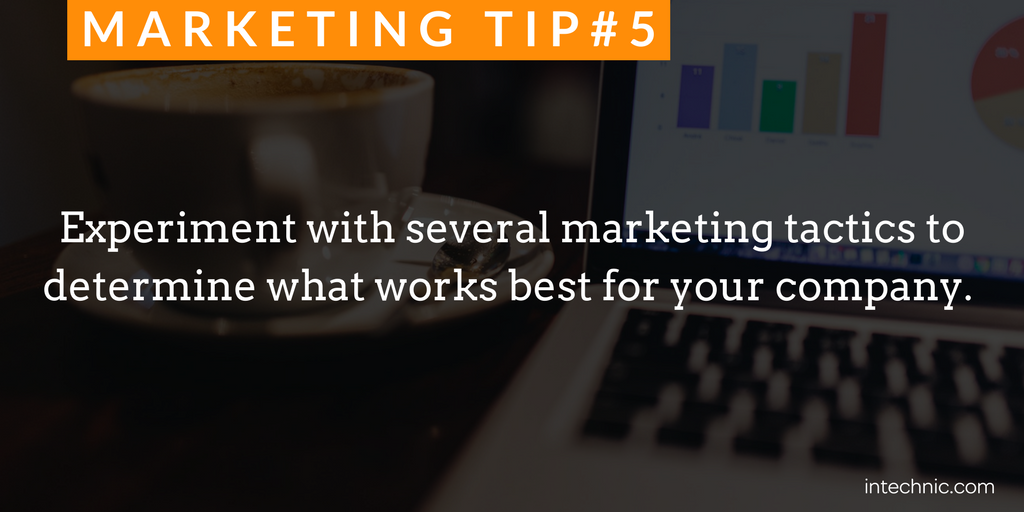 MARKETING TIP#5
Experiment with several marketing tactics to
determine what works best for your company.
intechnic.com